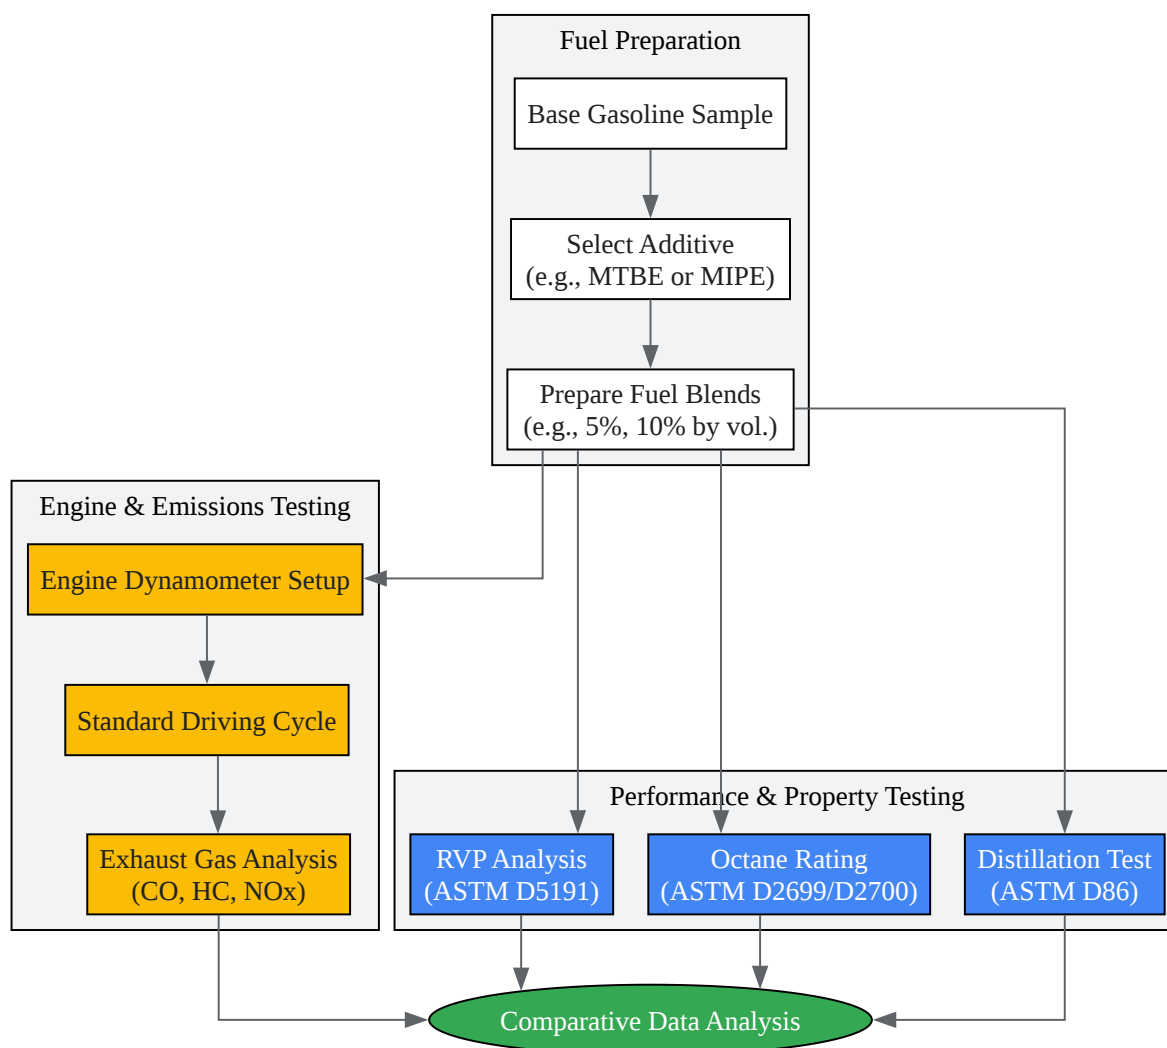 Fuel Preparation
Base Gasoline Sample
Select Additive
(e.g., MTBE or MIPE)
Prepare Fuel Blends
(e.g., 5%, 10% by vol.)
Engine & Emissions Testing
Engine Dynamometer Setup
Standard Driving Cycle
Exhaust Gas Analysis
(CO, HC, NOx)
Performance & Property Testing
RVP Analysis
(ASTM D5191)
Octane Rating
(ASTM D2699/D2700)
Distillation Test
(ASTM D86)
Comparative Data Analysis